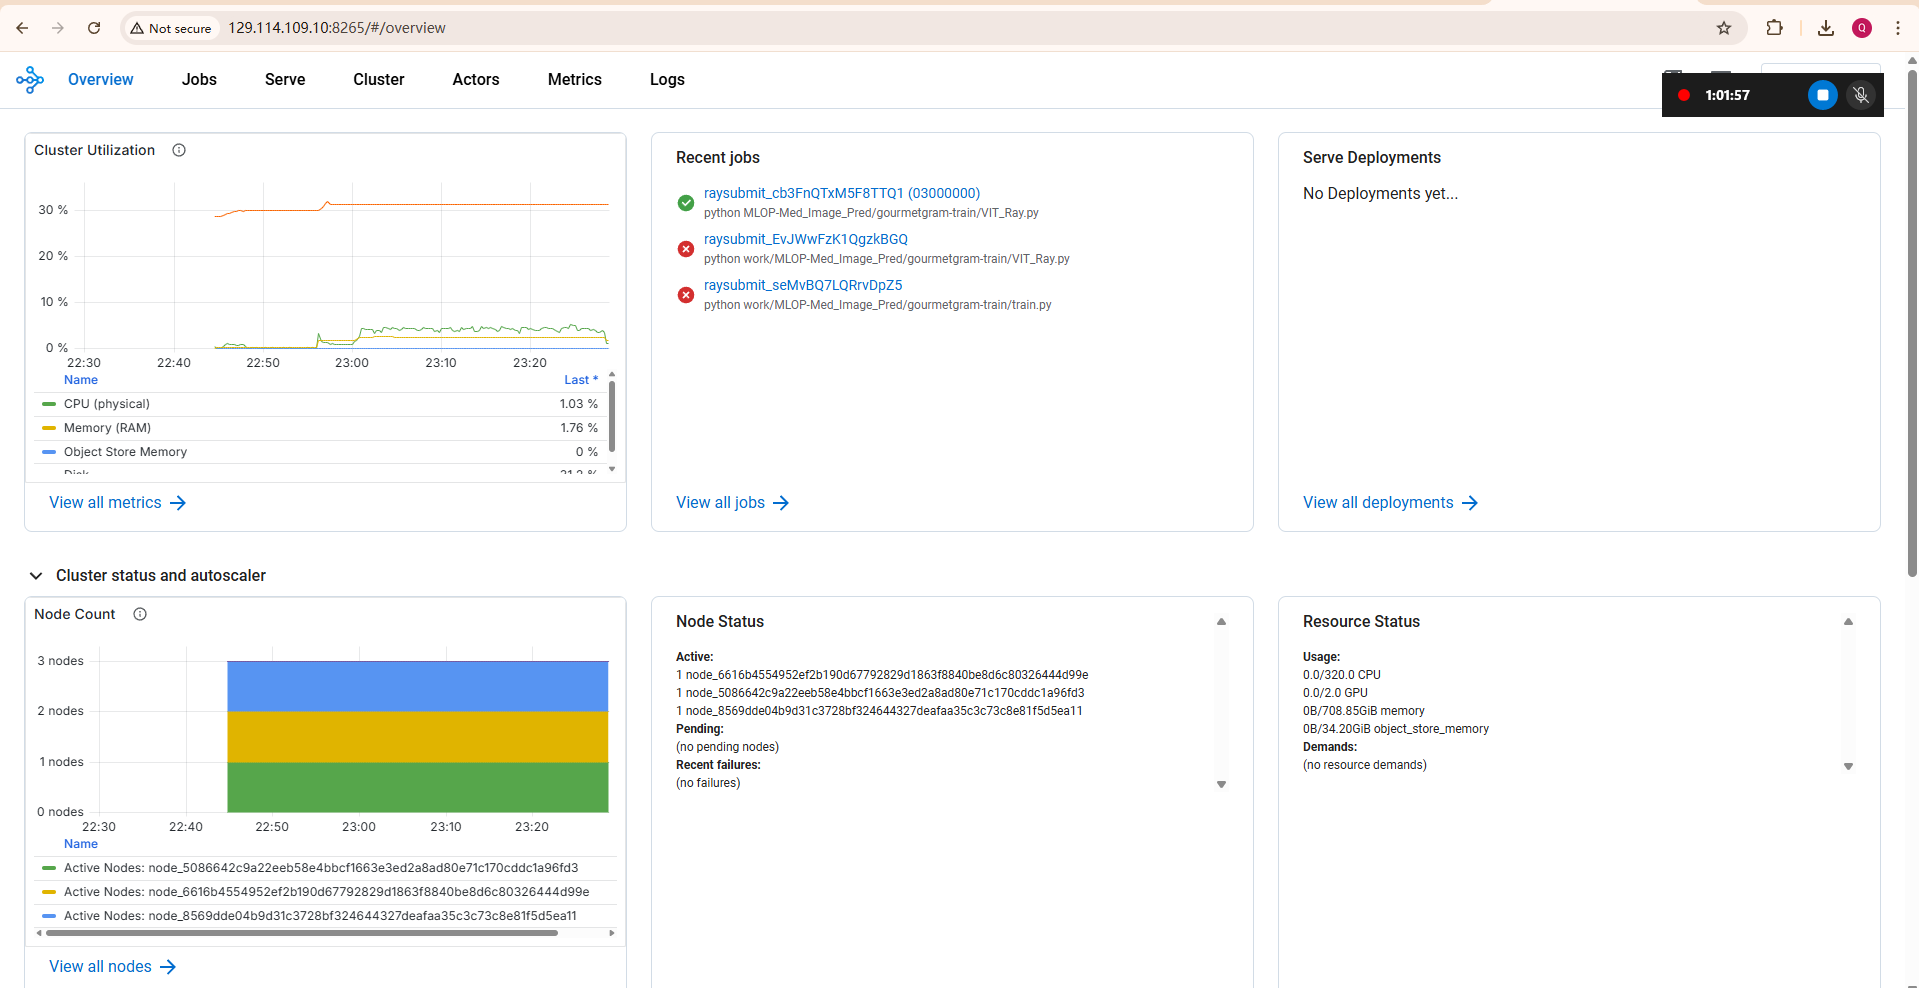 Not secure
129.114.109.10:8265/#/overview
Q
Overview
Jobs
Serve
Cluster
Actors
Metrics
Logs
1:01:57
Cluster Utilization
30 %
20 %
10 %
0 %
22:30 22:40 22:50 23:00 23:10 23:20
Name Last *
CPU (physical) 1.03 %
Memory (RAM) 1.76 %
Object Store Memory 0 %
Disk
View all metrics
Recent jobs
raysubmit_cb3FnQTxM5F8TTQ1 (03000000)
python MLOP-Med_Image_Pred/gourmetgram-train/VIT_Ray.py
raysubmit_EvJWwFzK1QgzkBGQ
python work/MLOP-Med_Image_Pred/gourmetgram-train/VIT_Ray.py
raysubmit_seMvBQ7LQRrvDpZ5
python work/MLOP-Med_Image_Pred/gourmetgram-train/train.py
View all jobs
Serve Deployments
No Deployments yet...
View all deployments
Cluster status and autoscaler
Node Count
3 nodes
2 nodes
1 nodes
0 nodes
22:30 22:40 22:50 23:00 23:10 23:20
Name
Active Nodes: node_5086642c9a22eeb58e4bbcf1663e3ed2a8ad80e71c170cddc1a96fd3
Active Nodes: node_6616b4554952ef2b190d67792829d1863f8840be8d6c80326444d99e
Active Nodes: node_8569dde04b9d31c3728bf324644327deafaa35c3c73c8e81f5d5ea11
View all nodes
Node Status
Active:
1 node_6616b4554952ef2b190d67792829d1863f8840be8d6c80326444d99e
1 node_5086642c9a22eeb58e4bbcf1663e3ed2a8ad80e71c170cddc1a96fd3
1 node_8569dde04b9d31c3728bf324644327deafaa35c3c73c8e81f5d5ea11
Pending:
(no pending nodes)
Recent failures:
(no failures)
Resource Status
Usage:
0.0/320.0 CPU
0.0/2.0 GPU
0B/708.85GiB memory
0B/34.20GiB object_store_memory
Demands:
(no resource demands)